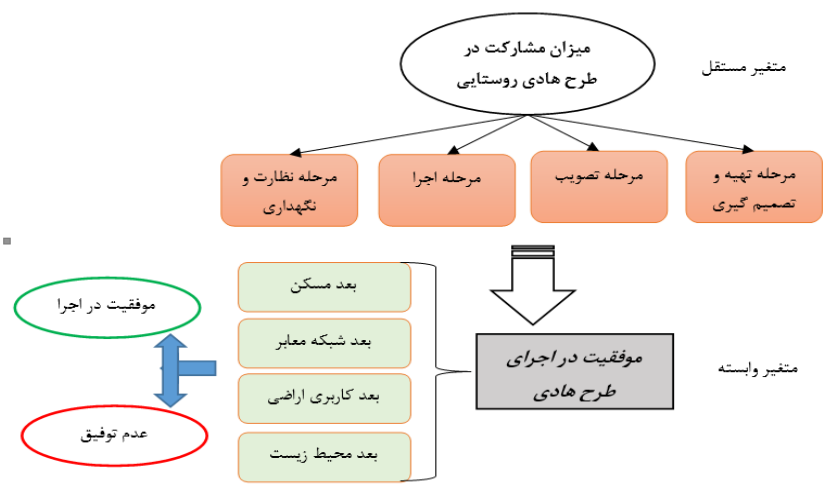 میزان مشارکت در
طرح هادی روستایی
متغیر مستقل
مرحله تهیه و
تصمیم گیری
مرحله تصویب
مرحله اجرا
مرحله نظارت و
نگهداری
متغیر وابسته
موفقیت در اجرای
طرح هادی
بعد مسکن
بعد شبکه معابر
بعد کاربری اراضی
بعد محیط زیست
موفقیت در اجرا
عدم توفیق